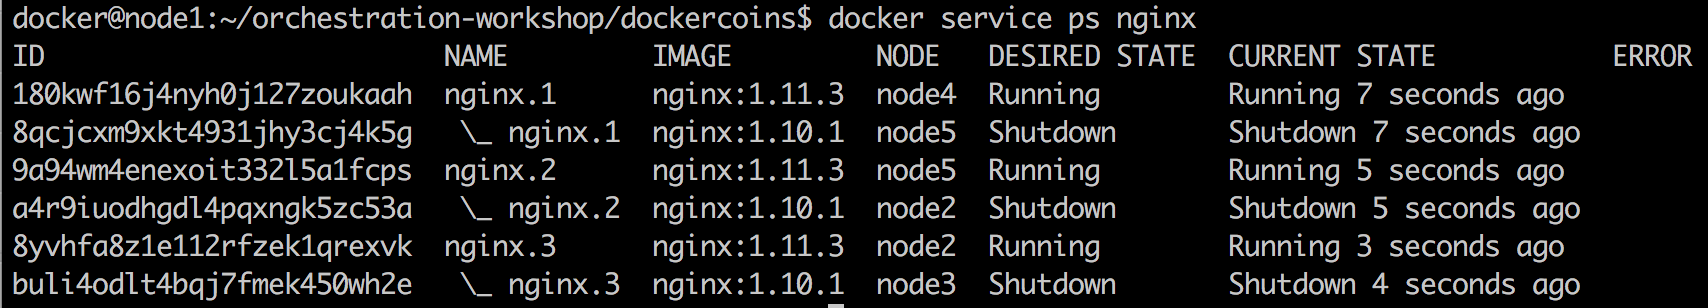 docker@node1:~/orchestration-workshop/dockercoins$ docker service ps nginx
ID NAME IMAGE NODE DESIRED STATE CURRENT STATE ERROR
180kwf16j4nyh0j127zoukaah nginx.1 nginx:1.11.3 node4 Running Running 7 seconds ago
8qcjcxm9xkt4931jhy3cj4k5g \_ nginx.1 nginx:1.10.1 node5 Shutdown Shutdown 7 seconds ago
9a94wm4enexoit332l5a1fcps nginx.2 nginx:1.11.3 node5 Running Running 5 seconds ago
a4r9iuodhgdl4pqxngk5zc53a \_ nginx.2 nginx:1.10.1 node2 Shutdown Shutdown 5 seconds ago
8yvhfa8z1e112rfzek1qrexvk nginx.3 nginx:1.11.3 node2 Running Running 3 seconds ago
buli4odlt4bqj7fmek450wh2e \_ nginx.3 nginx:1.10.1 node3 Shutdown Shutdown 4 seconds ago